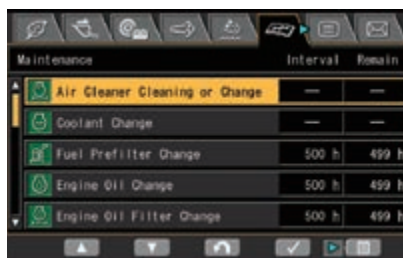 Maintenance Interval Remain
Air Cleaner Cleaning or Change — —
Coolant Change — —
Fuel Prefilter Change 500 h 499 h
Engine Oil Change 500 h 499 h
Engine Oil Filter Change 500 h 499 h